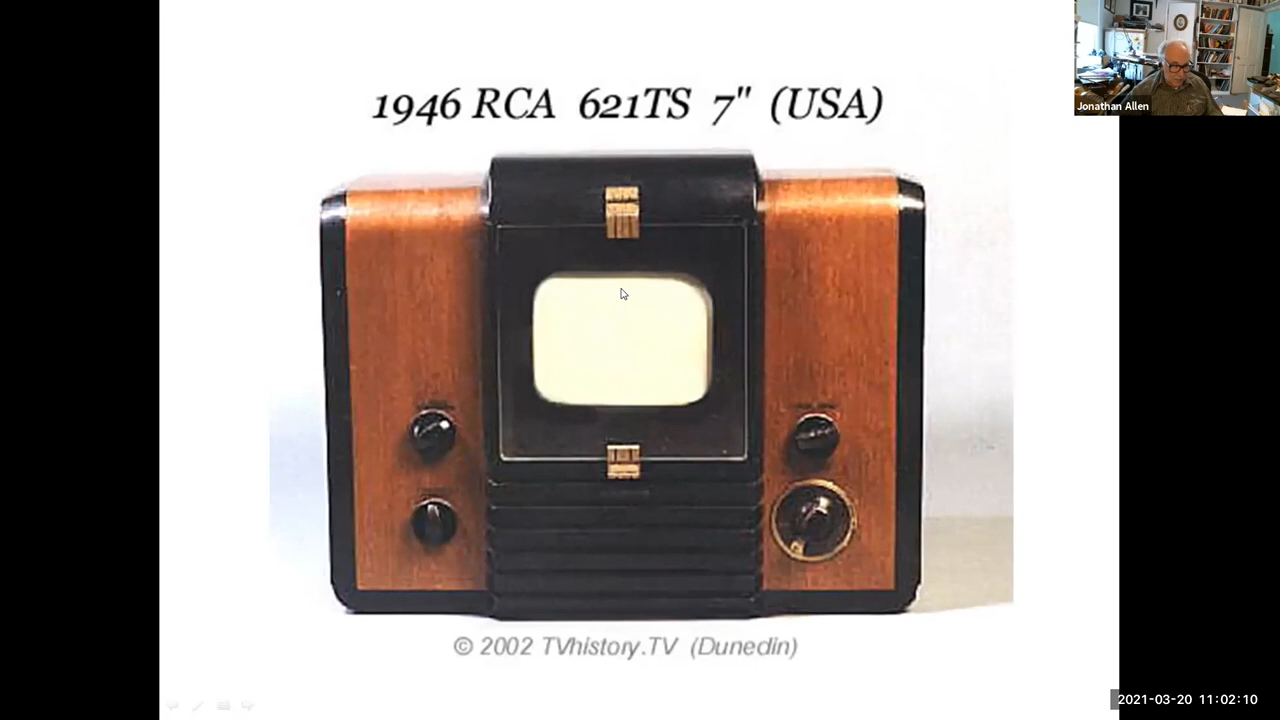 1946 RCA 621TS 7" (USA)
Jonathan Allen
© 2002 TVhistory.TV (Dunedin)
2021-03-20 11:02:10